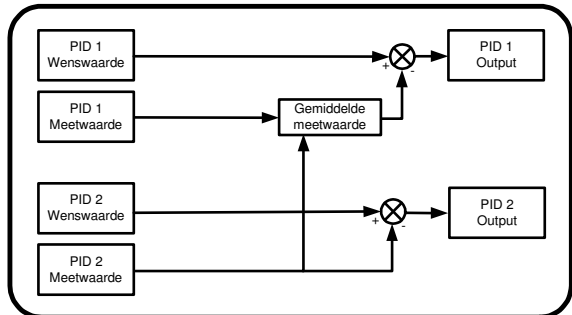 PID 1
Wenswaarde
+
-
PID 1
Output
PID 1
Meetwaarde
Gemiddelde
meetwaarde
PID 2
Wenswaarde
+
-
PID 2
Output
PID 2
Meetwaarde